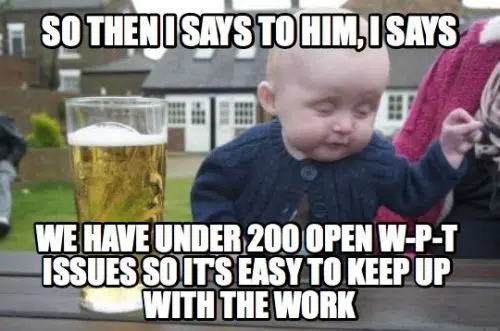 SO THEN I SAYS TO HIM, I SAYS
WE HAVE UNDER 200 OPEN W-P-T
ISSUES SO IT'S EASY TO KEEP UP
WITH THE WORK